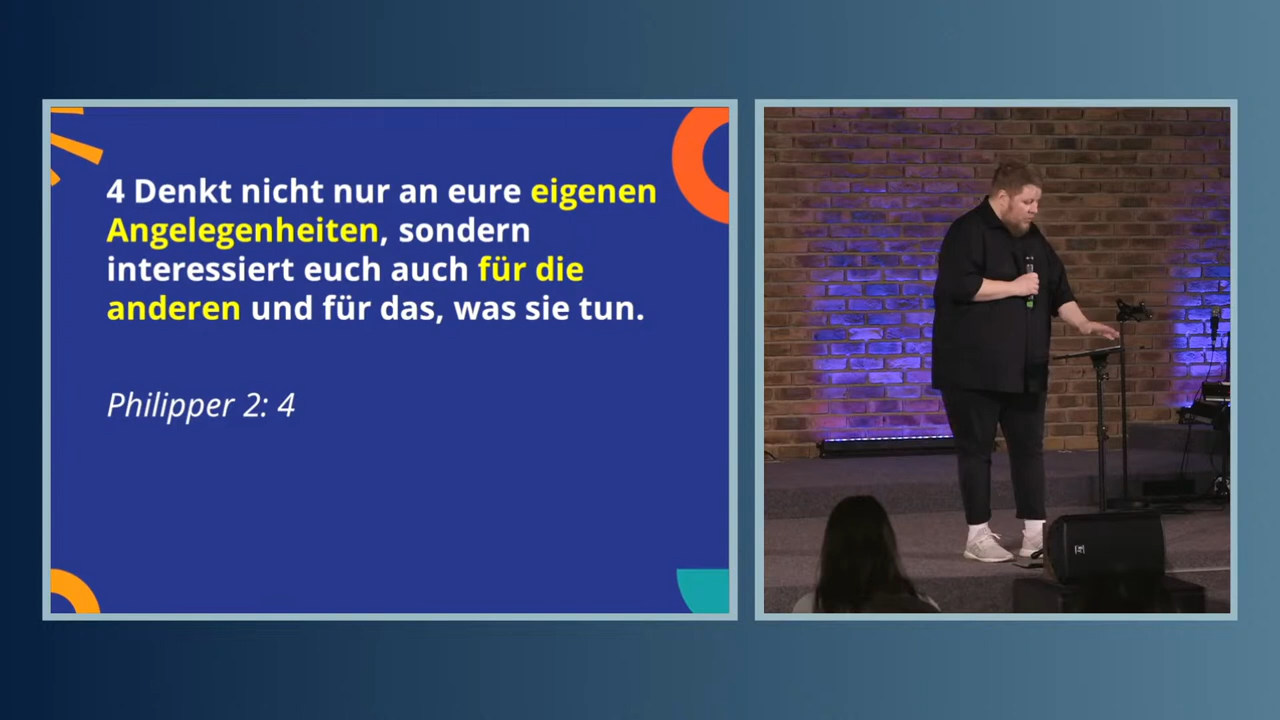 4 Denkt nicht nur an eure eigenen
Angelegenheiten, sondern
interessiert euch auch für die
anderen und für das, was sie tun.
Philipper 2: 4